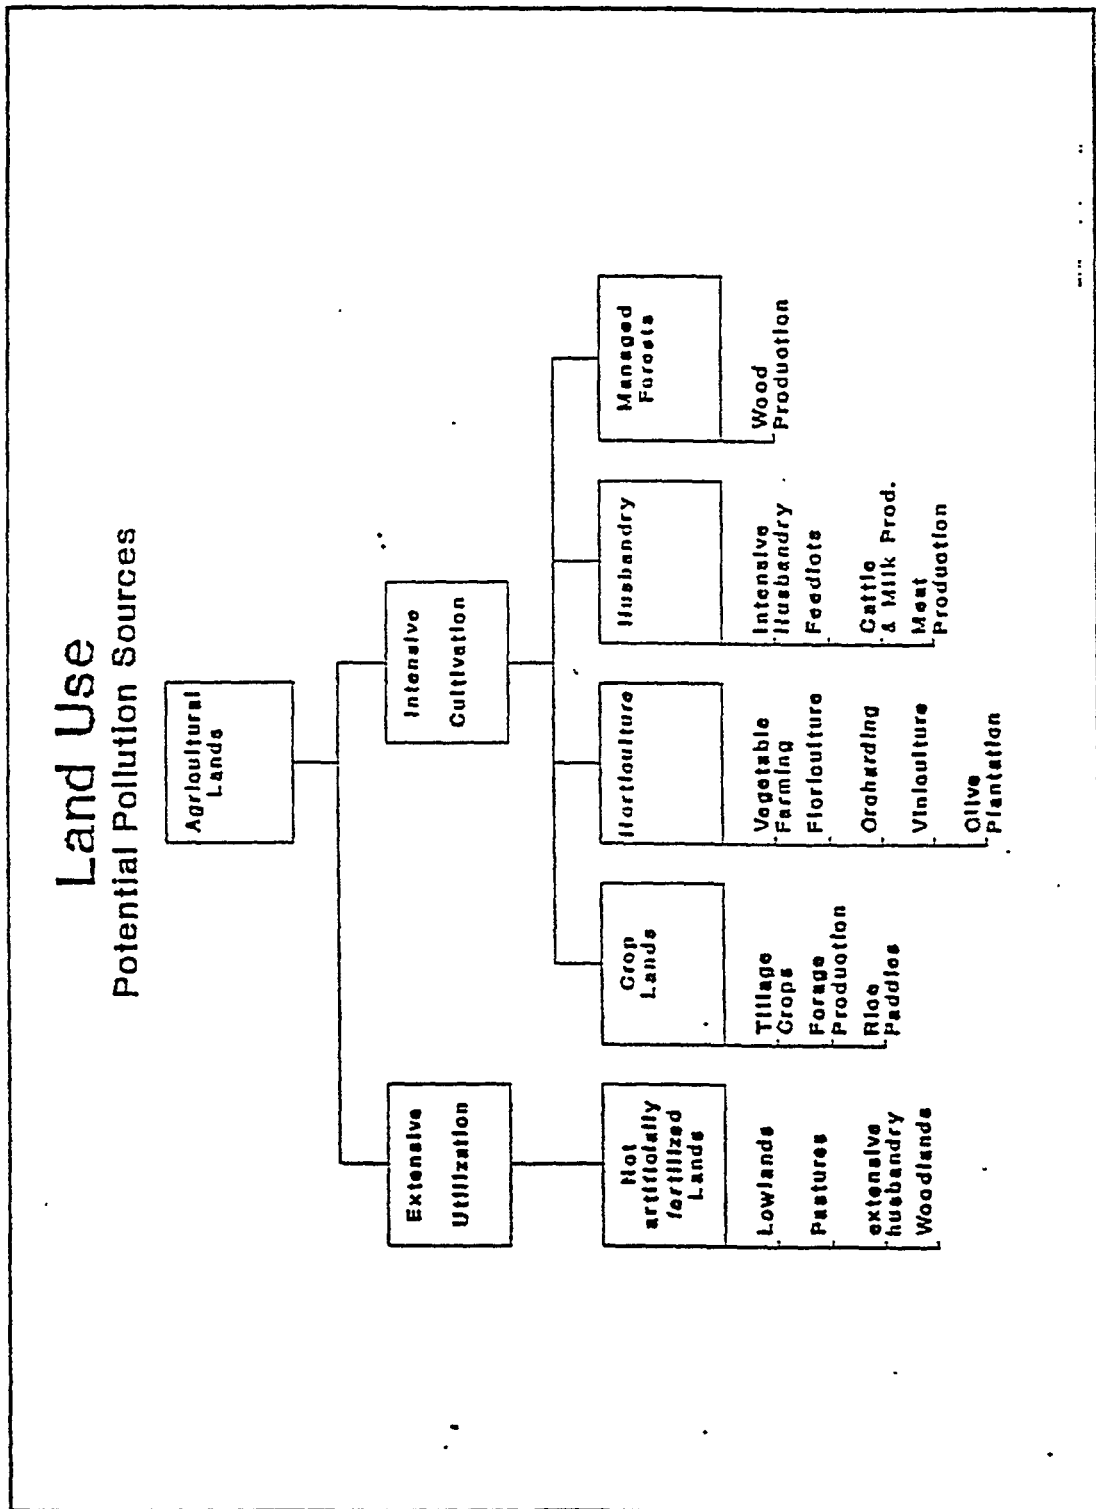 Land Use
Potential Pollution Sources
Agricultural
Lands
Extensive
Utilization
Intensive
Cultivation
Not
artificially
fertilized
Lands
Lowlands
Pastures
extensive
husbandry
Woodlands
Crop
Lands
Tillage
Crops
Forage
Production
Rice
Paddies
Horticulture
Vegetable
Farming
Floriculture
Orcharding
Viniculture
Olive
Plantation
Husbandry
Intensive
Husbandry
Feedlots
Cattle
& Milk Prod.
Meat
Production
Managed
Forests
Wood
Production